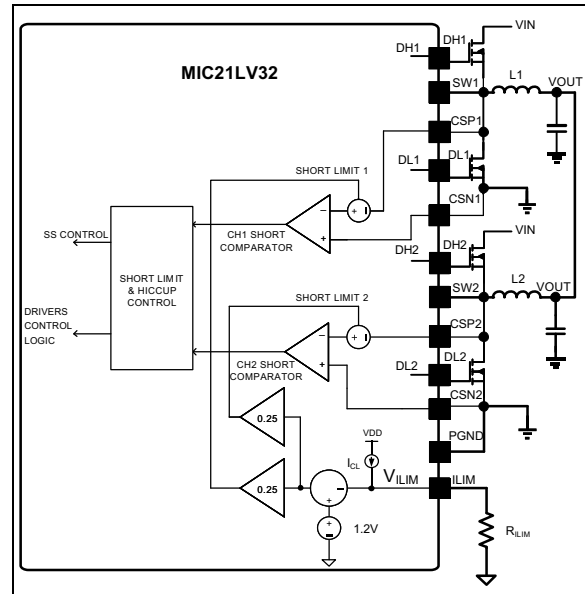 MIC21LV32
VIN
DH1
DH1
SW1
L1
VOUT
CSP1
DL1
DL1
SHORT LIMIT 1
CSN1
CH1 SHORT
COMPARATOR
SS CONTROL
SHORT LIMIT
& HICCUP
CONTROL
DRIVERS
CONTROL
LOGIC
VIN
DH2
DH2
SW2
L2
VOUT
SHORT LIMIT 2
CSP2
DL2
DL2
CH2 SHORT
COMPARATOR
CSN2
0.25
PGND
VDD
ICL
VILIM
ILIM
0.25
1.2V
RILIM